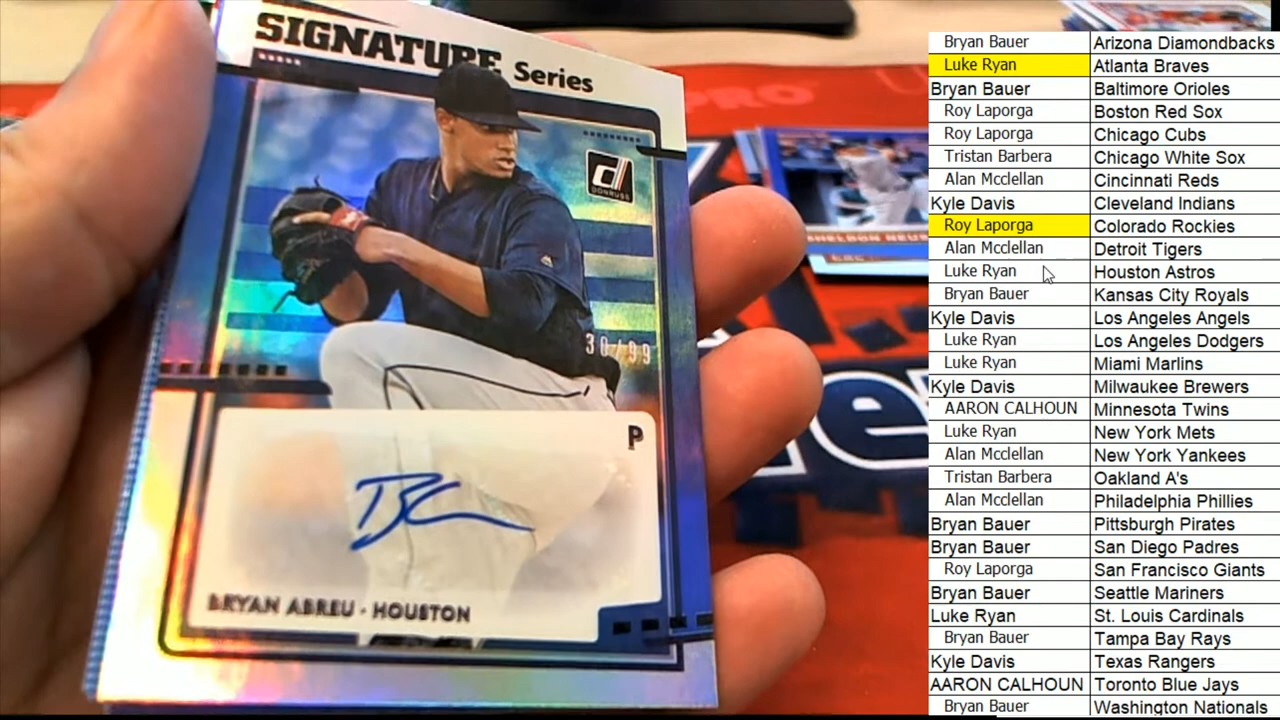 SIGNATURE Series
DONRUSS
30/99
P
BRYAN ABREU - HOUSTON
PRO
SHELDON NEUS
Bryan Bauer Arizona Diamondbacks
Luke Ryan Atlanta Braves
Bryan Bauer Baltimore Orioles
Roy Laporga Boston Red Sox
Roy Laporga Chicago Cubs
Tristan Barbera Chicago White Sox
Alan Mcclellan Cincinnati Reds
Kyle Davis Cleveland Indians
Roy Laporga Colorado Rockies
Alan Mcclellan Detroit Tigers
Luke Ryan Houston Astros
Bryan Bauer Kansas City Royals
Kyle Davis Los Angeles Angels
Luke Ryan Los Angeles Dodgers
Luke Ryan Miami Marlins
Kyle Davis Milwaukee Brewers
AARON CALHOUN Minnesota Twins
Luke Ryan New York Mets
Alan Mcclellan New York Yankees
Tristan Barbera Oakland A's
Alan Mcclellan Philadelphia Phillies
Bryan Bauer Pittsburgh Pirates
Bryan Bauer San Diego Padres
Roy Laporga San Francisco Giants
Bryan Bauer Seattle Mariners
Luke Ryan St. Louis Cardinals
Bryan Bauer Tampa Bay Rays
Kyle Davis Texas Rangers
AARON CALHOUN Toronto Blue Jays
Bryan Bauer Washington Nationals